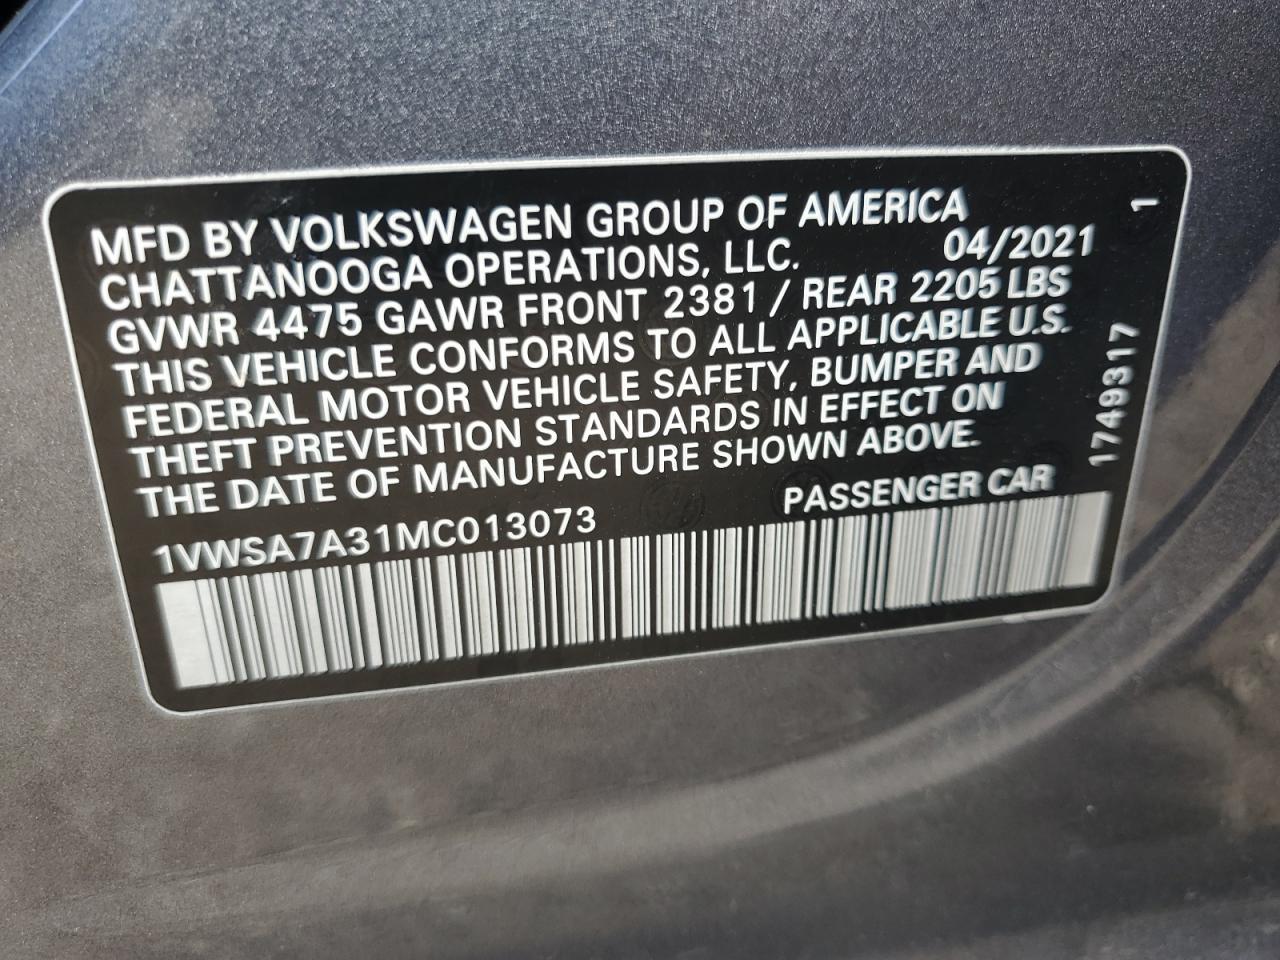 MFD BY VOLKSWAGEN GROUP OF AMERICA
CHATTANOOGA OPERATIONS, LLC. 04/2021
GVWR 4475 GAWR FRONT 2381 / REAR 2205 LBS
THIS VEHICLE CONFORMS TO ALL APPLICABLE U.S.
FEDERAL MOTOR VEHICLE SAFETY, BUMPER AND
THEFT PREVENTION STANDARDS IN EFFECT ON
THE DATE OF MANUFACTURE SHOWN ABOVE.
1VWSA7A31MC013073 PASSENGER CAR
1749317 1